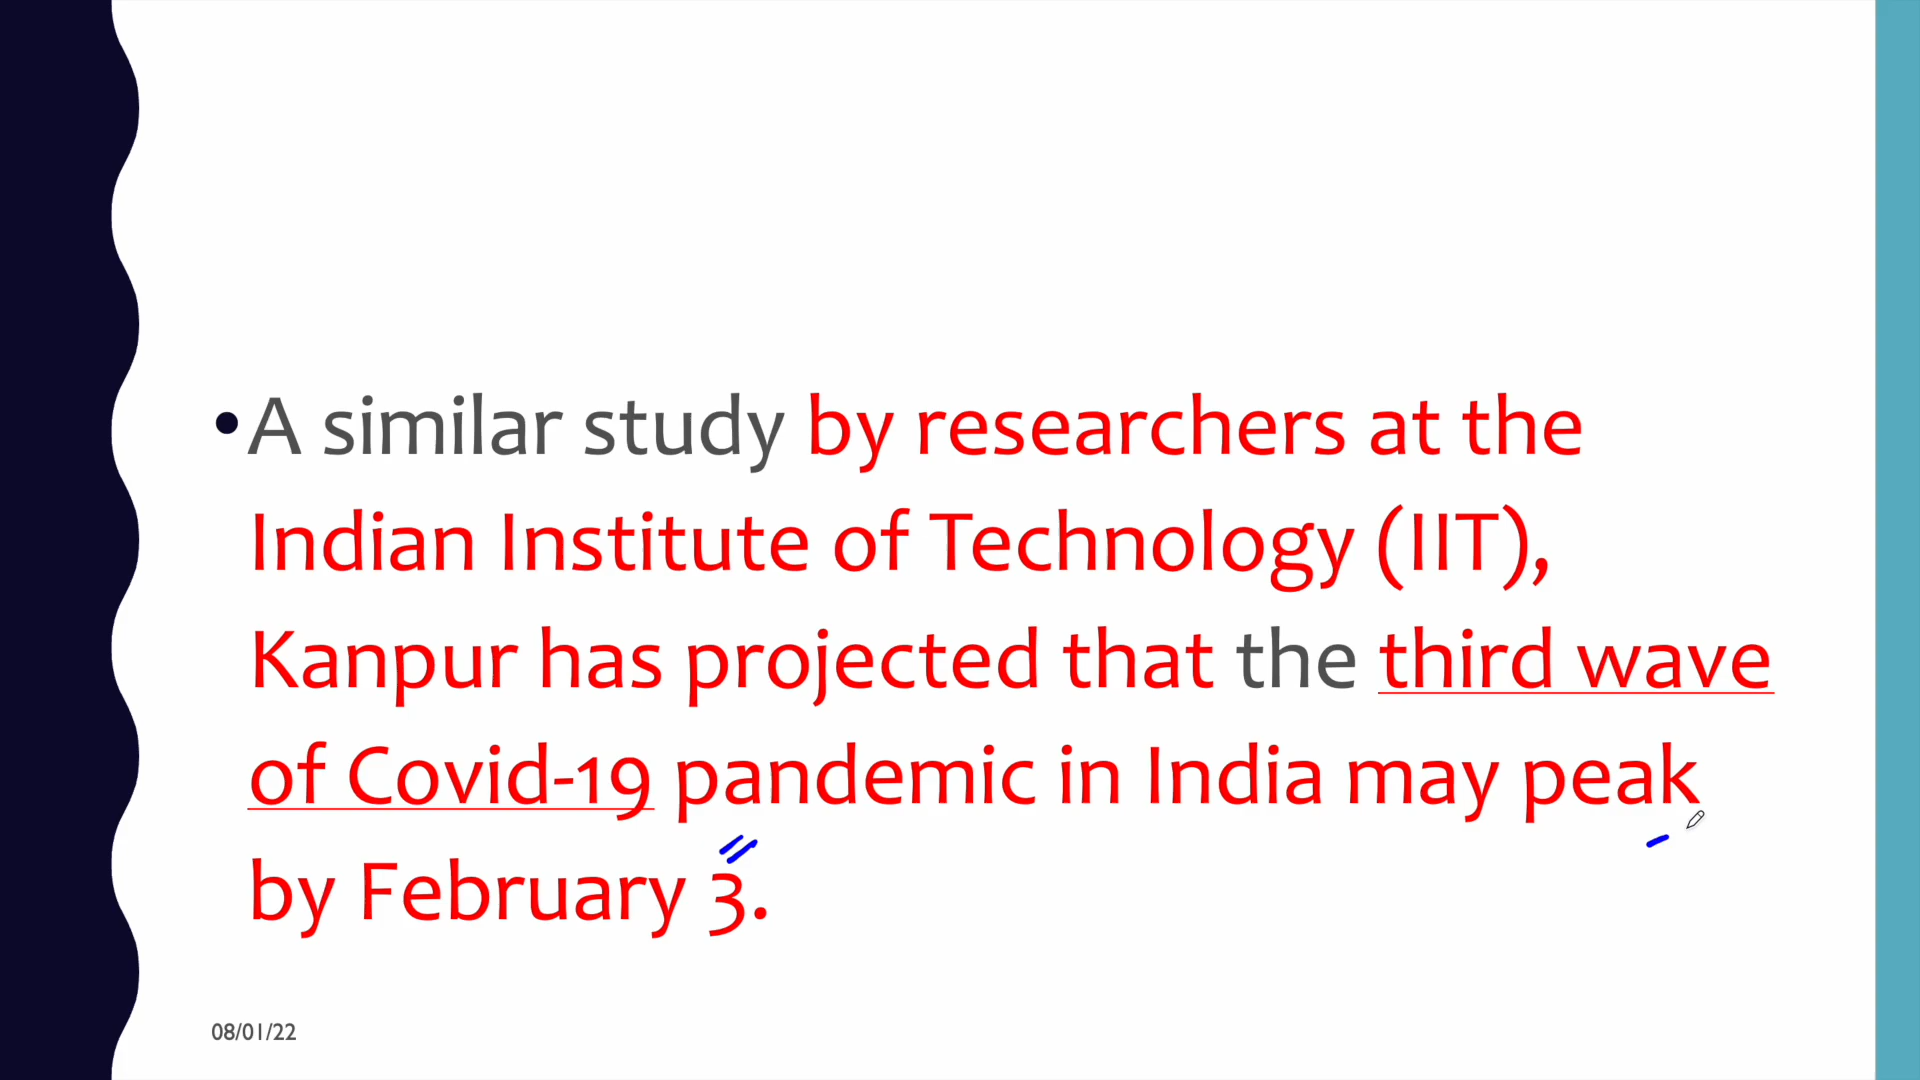 •A similar study by researchers at the
Indian Institute of Technology (IIT),
Kanpur has projected that the third wave
of Covid-19 pandemic in India may peak
by February 3.
08/01/22